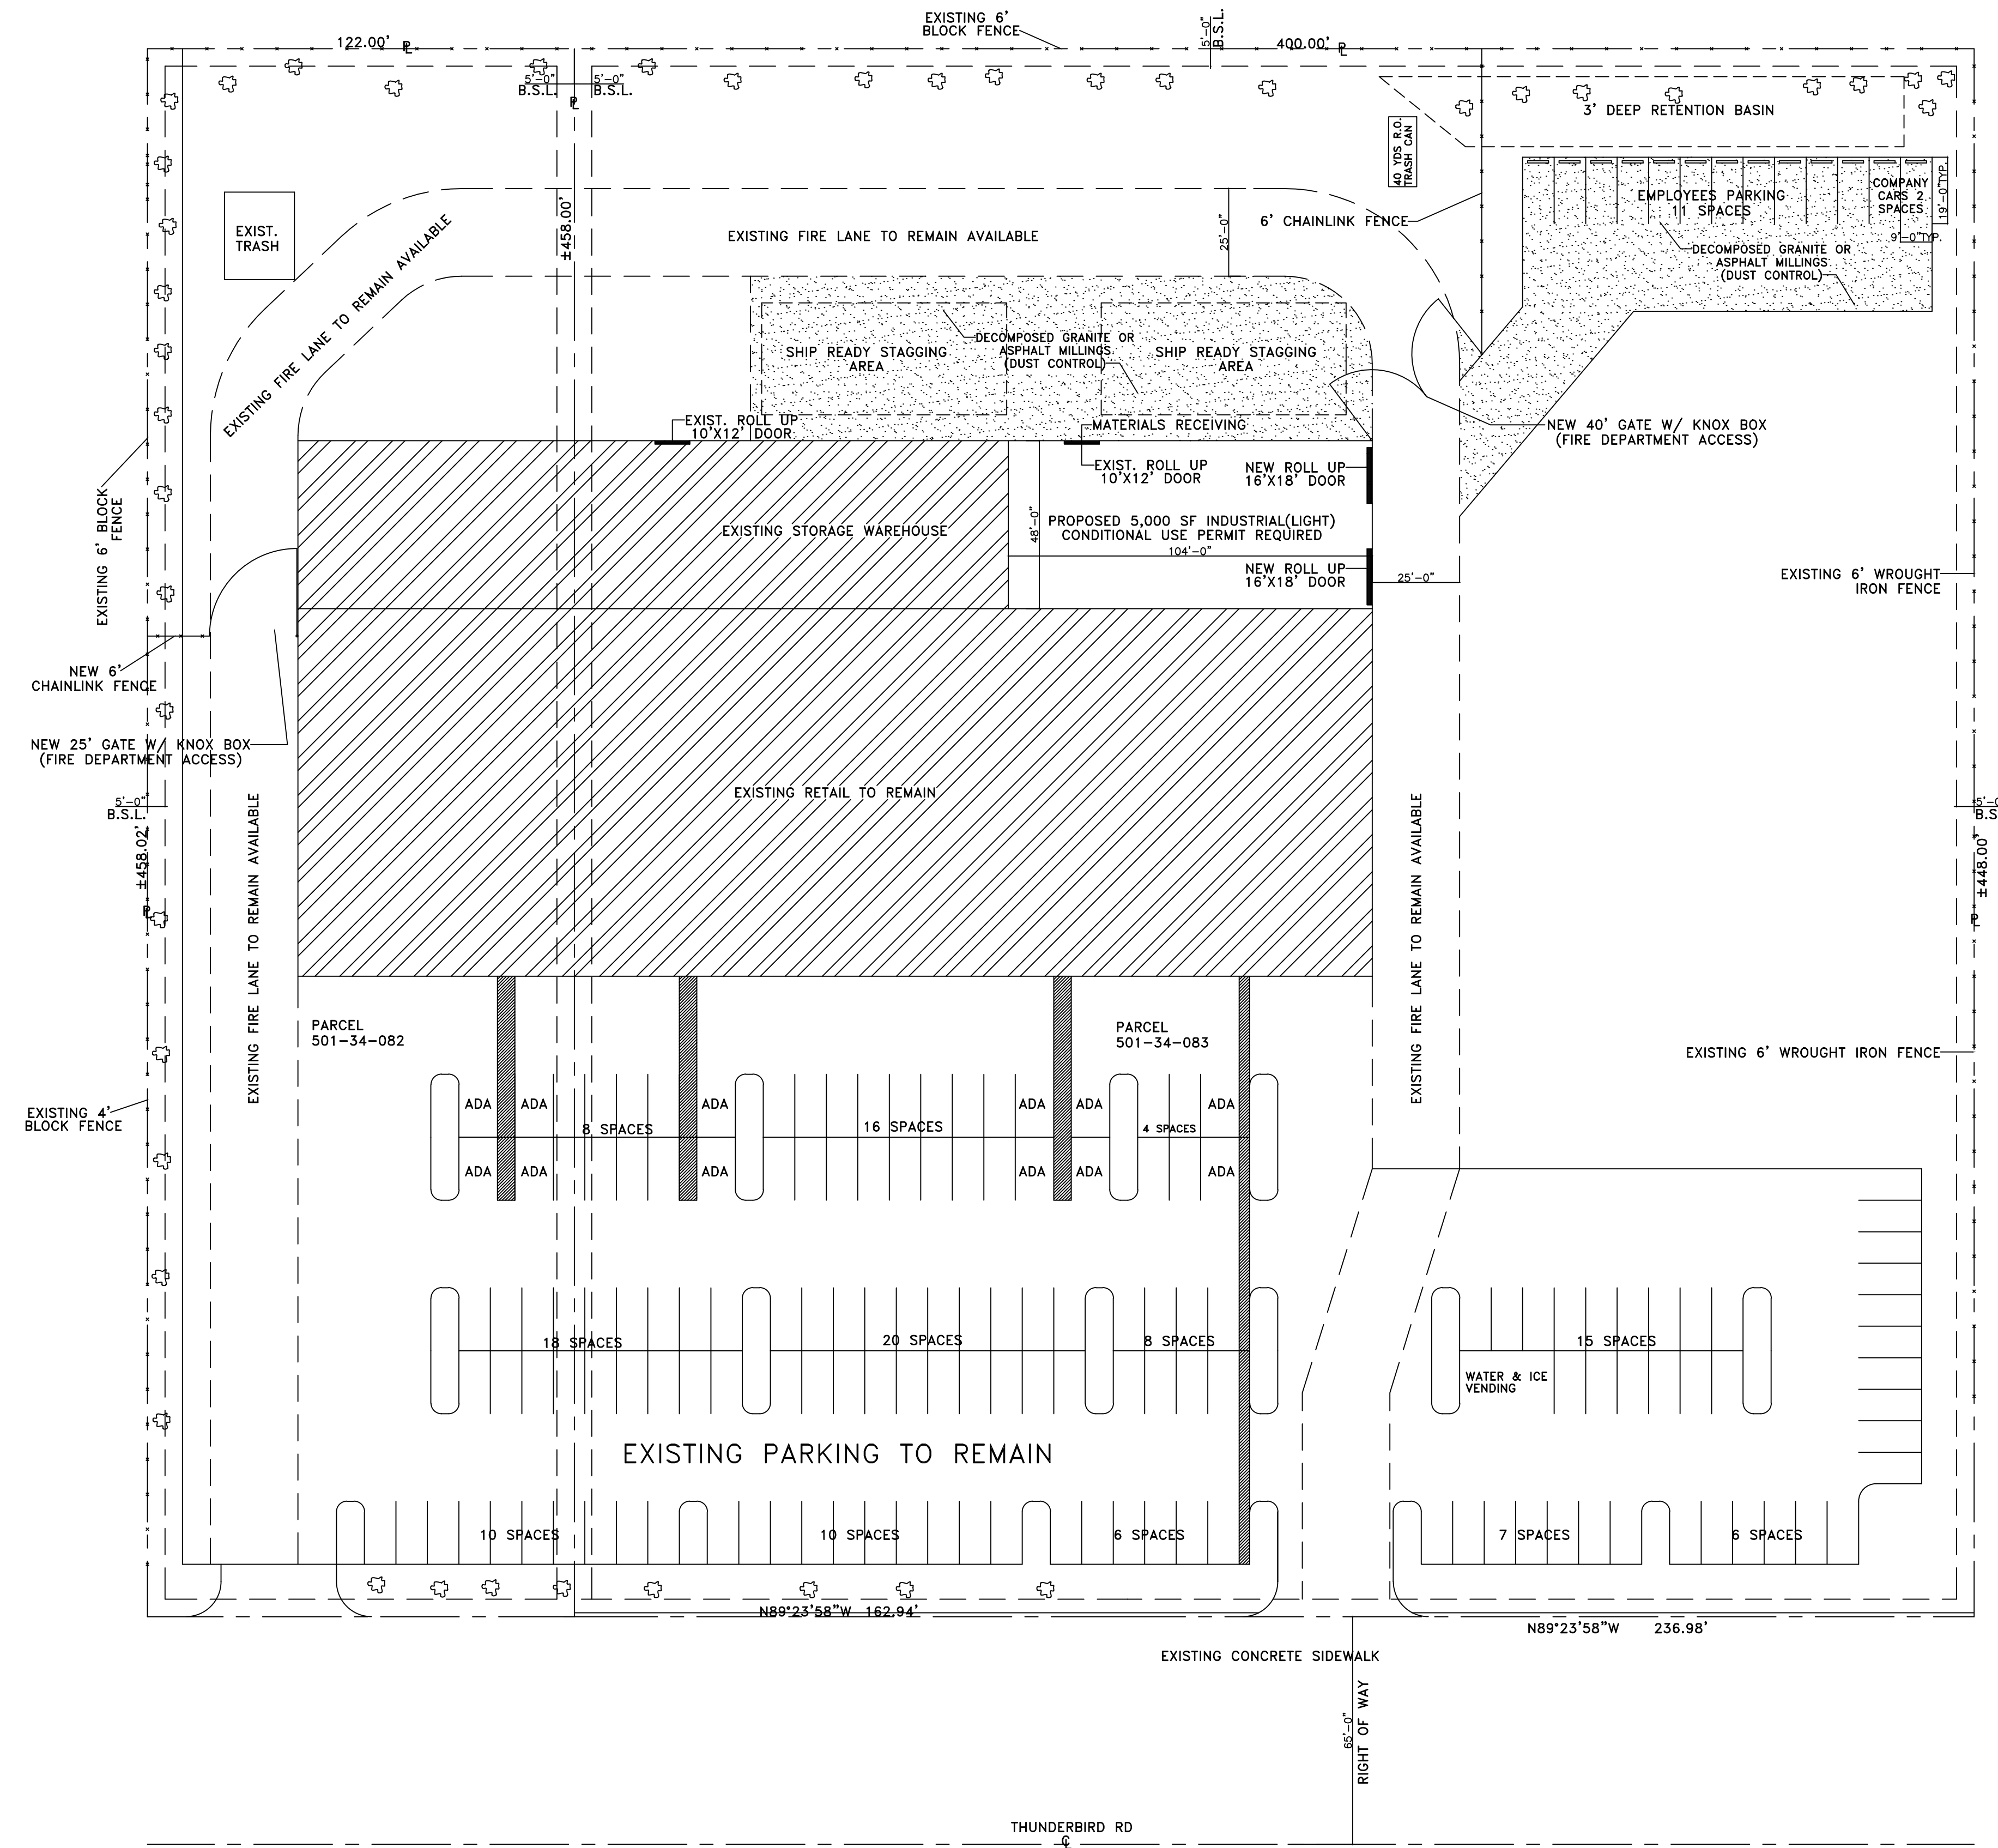 EXISTING 6'
BLOCK FENCE
122.00'
PL
5'-0"
B.S.L.
400.00'
PL
5'-0"
B.S.L.
5'-0"
B.S.L.
PL
3' DEEP RETENTION BASIN
40 YDS R.O.
TRASH CAN
EMPLOYEES PARKING
11 SPACES
COMPANY
CARS 2
SPACES
19'-0"TYP.
9'-0"TYP.
DECOMPOSED GRANITE OR
ASPHALT MILLINGS
(DUST CONTROL)
6' CHAINLINK FENCE
25'-0"
EXIST.
TRASH
±458.00'
EXISTING FIRE LANE TO REMAIN AVAILABLE
EXISTING FIRE LANE TO REMAIN AVAILABLE
SHIP READY STAGGING
AREA
DECOMPOSED GRANITE OR
ASPHALT MILLINGS
(DUST CONTROL)
SHIP READY STAGGING
AREA
EXIST. ROLL UP
10'X12' DOOR
MATERIALS RECEIVING
NEW 40' GATE W/ KNOX BOX
(FIRE DEPARTMENT ACCESS)
EXIST. ROLL UP
10'X12' DOOR
NEW ROLL UP
16'X18' DOOR
EXISTING 6' BLOCK
FENCE
EXISTING STORAGE WAREHOUSE
48'-0"
PROPOSED 5,000 SF INDUSTRIAL(LIGHT)
CONDITIONAL USE PERMIT REQUIRED
104'-0"
NEW ROLL UP
16'X18' DOOR
25'-0"
EXISTING 6' WROUGHT
IRON FENCE
NEW 6'
CHAINLINK FENCE
NEW 25' GATE W/ KNOX BOX
(FIRE DEPARTMENT ACCESS)
EXISTING RETAIL TO REMAIN
5'-0"
B.S.L.
±458.02'
PL
EXISTING FIRE LANE TO REMAIN AVAILABLE
EXISTING FIRE LANE TO REMAIN AVAILABLE
5'-0
B.S
±448.00'
PL
PARCEL
501-34-082
PARCEL
501-34-083
EXISTING 6' WROUGHT IRON FENCE
EXISTING 4'
BLOCK FENCE
ADA ADA ADA ADA ADA ADA
8 SPACES
16 SPACES
4 SPACES
ADA ADA ADA ADA ADA ADA
18 SPACES
20 SPACES
8 SPACES
15 SPACES
WATER & ICE
VENDING
EXISTING PARKING TO REMAIN
10 SPACES
10 SPACES
6 SPACES
7 SPACES
6 SPACES
N89°23'58"W 162.94'
N89°23'58"W 236.98'
EXISTING CONCRETE SIDEWALK
65'-0"
RIGHT OF WAY
THUNDERBIRD RD
CL